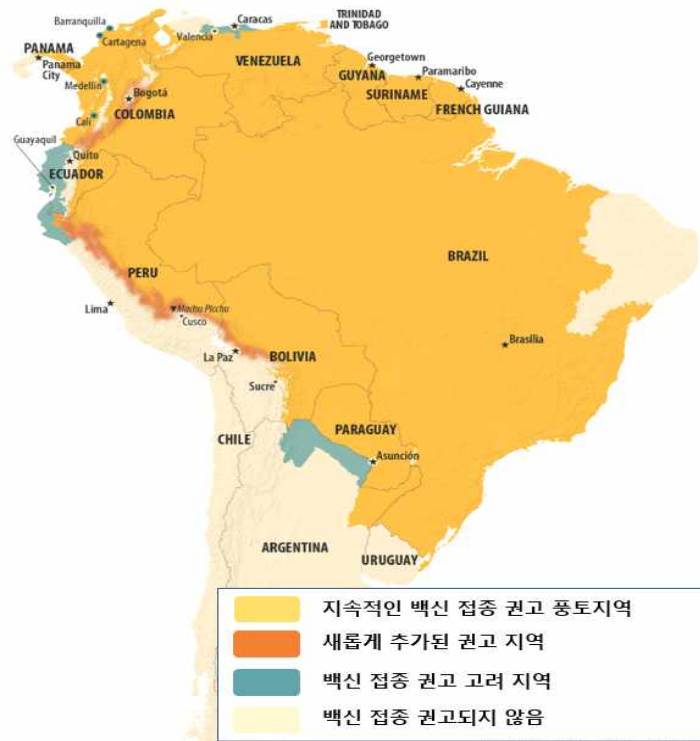 Barranquilla
Caracas
TRINIDAD
AND TOBAGO
Cartagena
Valencia
PANAMA
Panama
City
VENEZUELA
Georgetown
GUYANA
Paramaribo
Medellín
SURINAME
Cayenne
Bogotá
FRENCH GUIANA
COLOMBIA
Cali
Guayaquil
Quito
ECUADOR
BRAZIL
PERU
Lima
Machu Picchu
Cusco
Brasília
La Paz
BOLIVIA
Sucre
PARAGUAY
CHILE
Asunción
ARGENTINA
URUGUAY
지속적인 백신 접종 권고 풍토지역
새롭게 추가된 권고 지역
백신 접종 권고 고려 지역
백신 접종 권고되지 않음